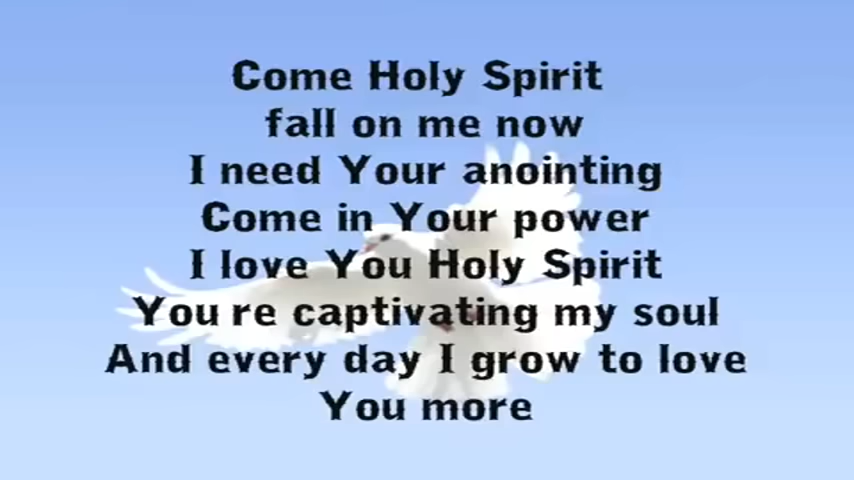 Come Holy Spirit
fall on me now
I need Your anointing
Come in Your power
I love You Holy Spirit
You re captivating my soul
And every day I grow to love
You more